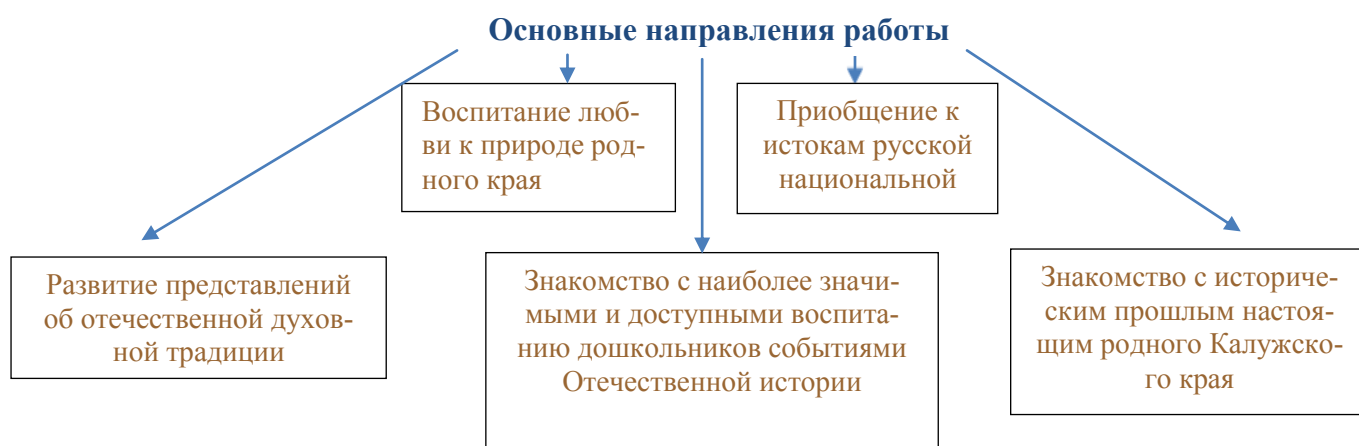 Основные направления работы
Воспитание люб-
ви к природе род-
ного края
Приобщение к
истокам русской
национальной
Развитие представлений
об отечественной духов-
ной традиции
Знакомство с наиболее значи-
мыми и доступными воспита-
нию дошкольников событиями
Отечественной истории
Знакомство с историче-
ским прошлым настоя-
щим родного Калужско-
го края